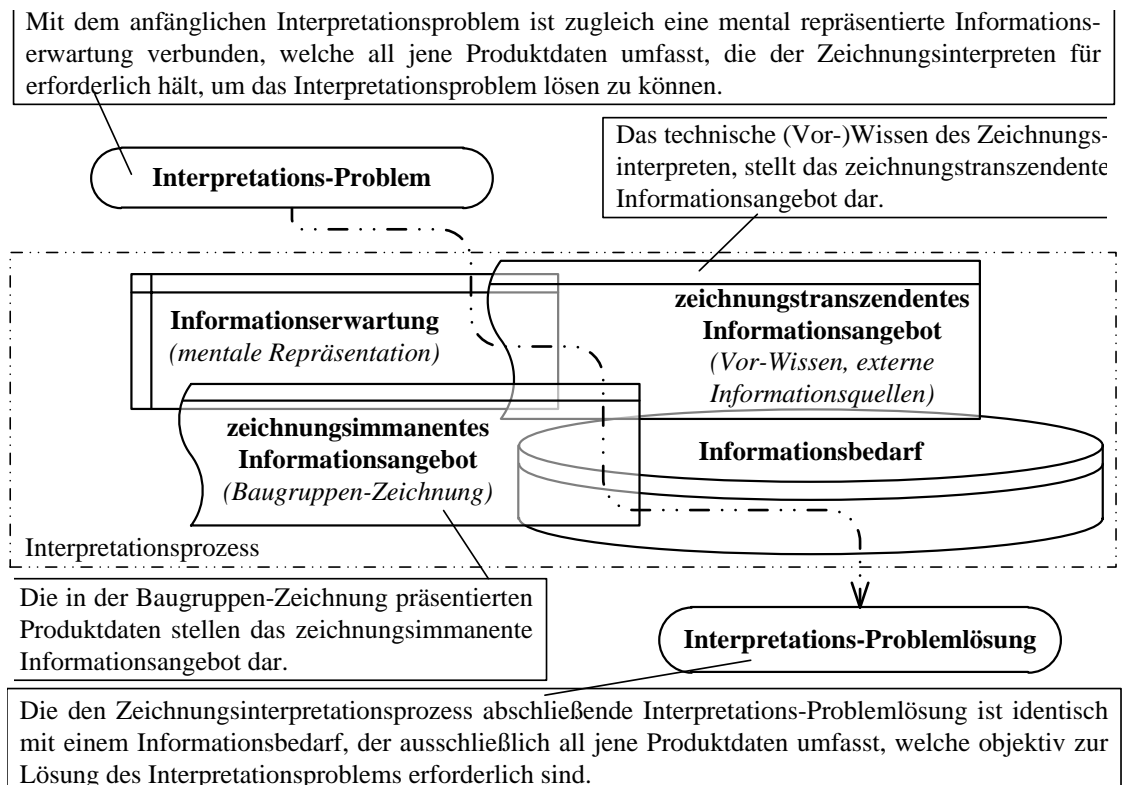 Mit dem anfänglichen Interpretationsproblem ist zugleich eine mental repräsentierte Informations-
erwartung verbunden, welche all jene Produktdaten umfasst, die der Zeichnungsinterpreten für
erforderlich hält, um das Interpretationsproblem lösen zu können.
Das technische (Vor-)Wissen des Zeichnungs-
interpreten, stellt das zeichnungstranszendente
Informationsangebot dar.
Interpretations-Problem
Informationserwartung
(mentale Repräsentation)
zeichnungstranszendentes
Informationsangebot
(Vor-Wissen, externe
Informationsquellen)
zeichnungsimmanentes
Informationsangebot
(Baugruppen-Zeichnung)
Informationsbedarf
Interpretationsprozess
Die in der Baugruppen-Zeichnung präsentierten
Produktdaten stellen das zeichnungsimmanente
Informationsangebot dar.
Interpretations-Problemlösung
Die den Zeichnungsinterpretationsprozess abschließende Interpretations-Problemlösung ist identisch
mit einem Informationsbedarf, der ausschließlich all jene Produktdaten umfasst, welche objektiv zur
Lösung des Interpretationsproblems erforderlich sind.